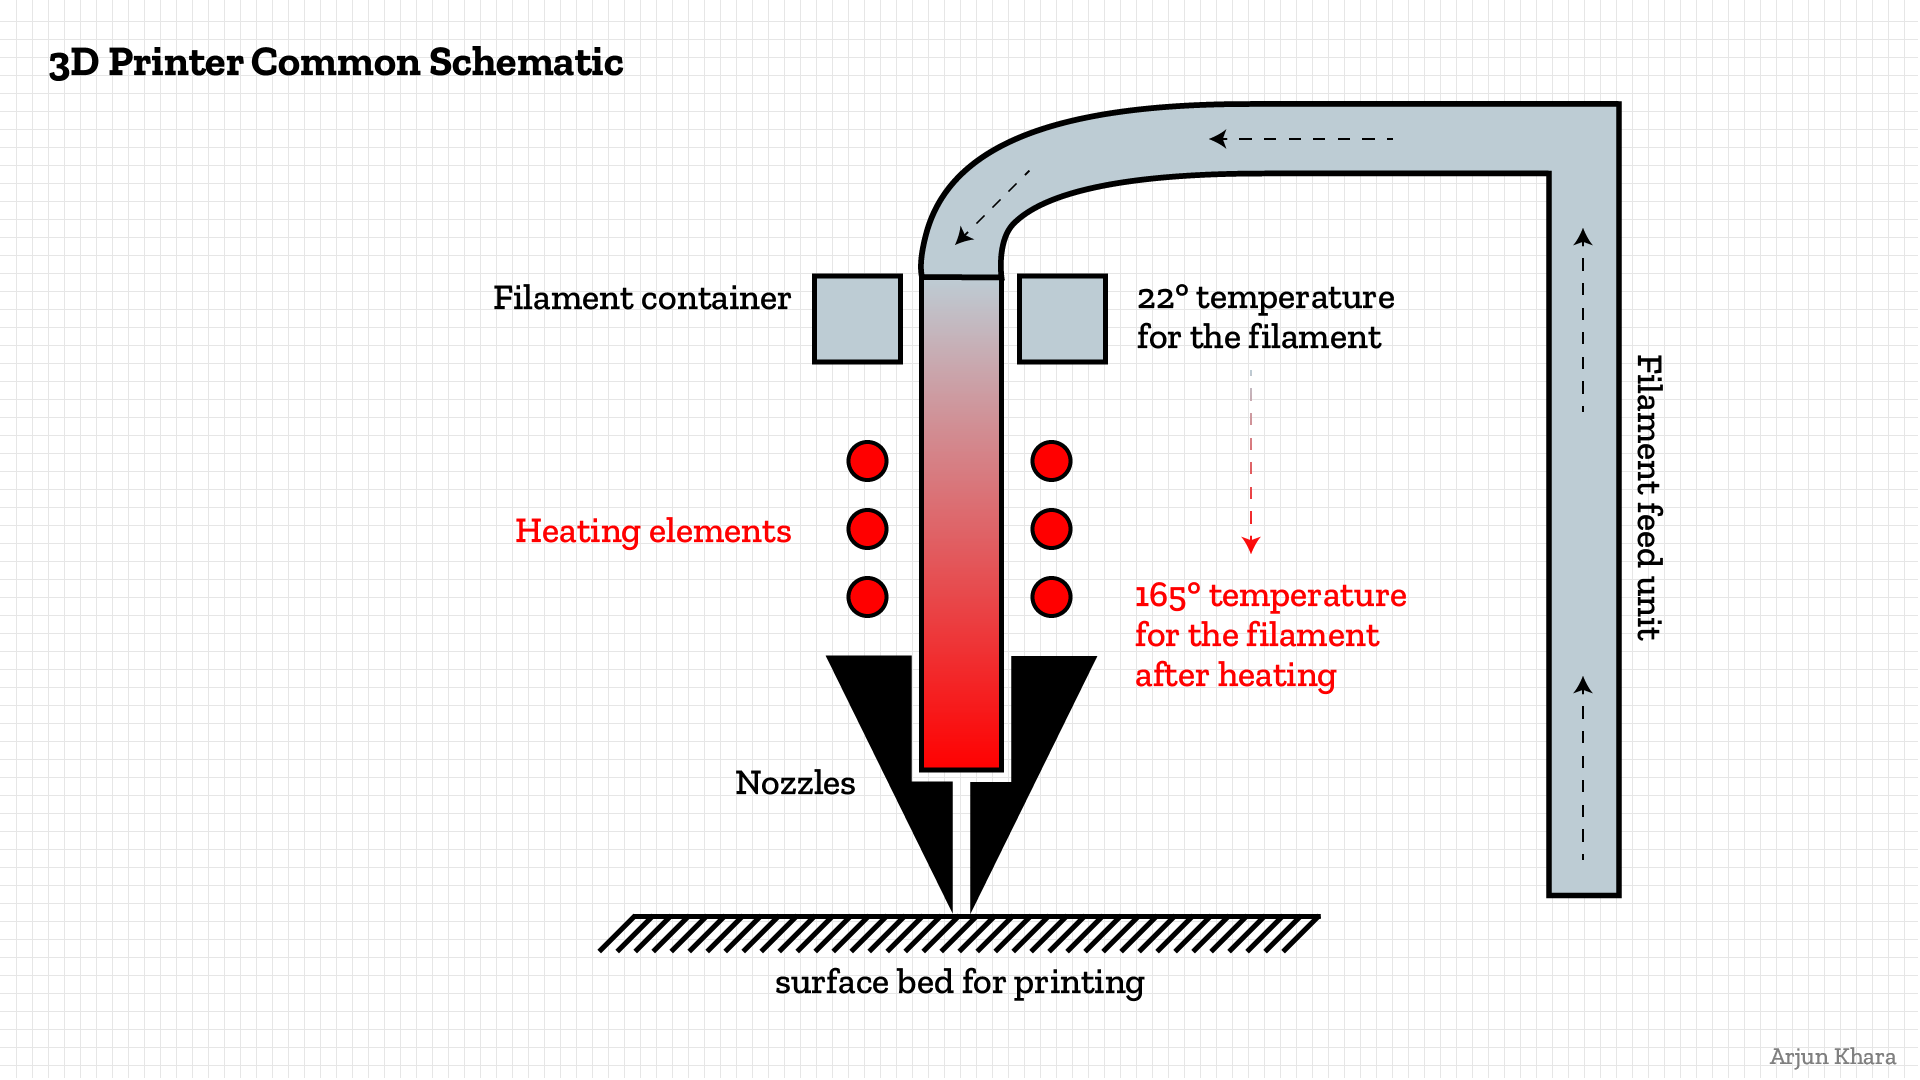 3D Printer Common Schematic
Filament container
22° temperature
for the filament
Heating elements
165° temperature
for the filament
after heating
Filament feed unit
Nozzles
surface bed for printing
Arjun Khara